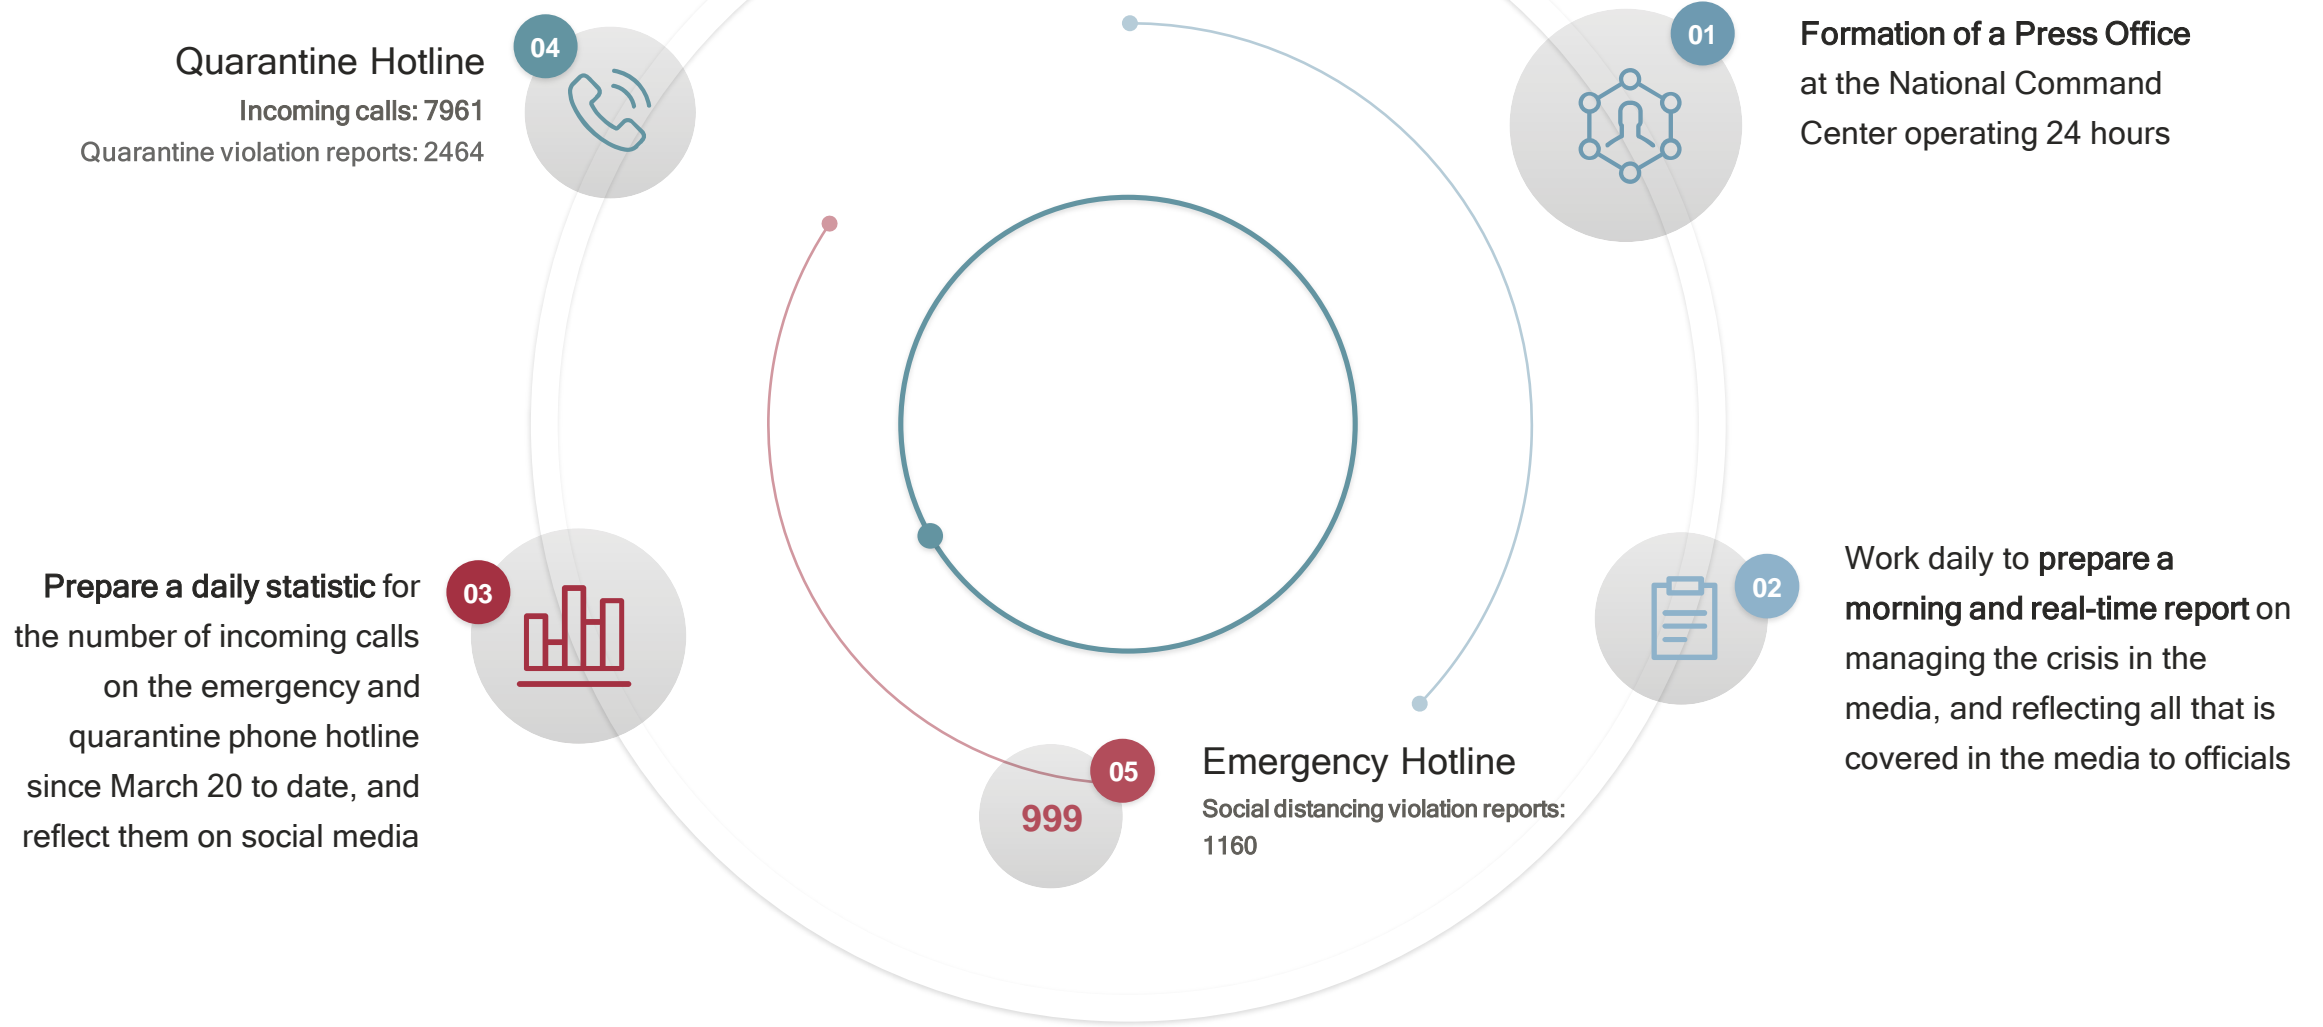 01
Formation of a Press Office
at the National Command
Center operating 24 hours
02
Work daily to prepare a
morning and real-time report on
managing the crisis in the
media, and reflecting all that is
covered in the media to officials
03
Prepare a daily statistic for
the number of incoming calls
on the emergency and
quarantine phone hotline
since March 20 to date, and
reflect them on social media
04
Quarantine Hotline
Incoming calls: 7961
Quarantine violation reports: 2464
05
999
Emergency Hotline
Social distancing violation reports:
1160